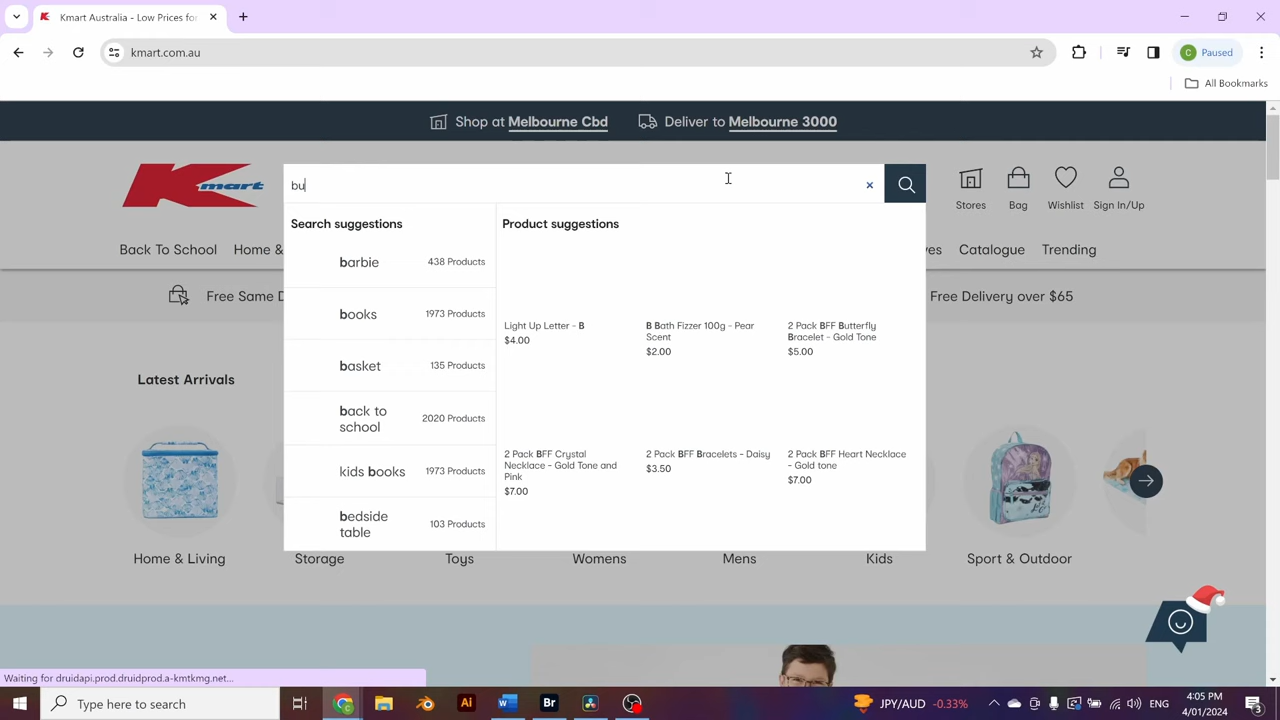 Kmart Australia - Low Prices for
kmart.com.au
C Paused
All Bookmarks
Shop at Melbourne Cbd
Deliver to Melbourne 3000
Kmart
bu
Stores
Bag
Wishlist
Sign In/Up
Search suggestions
Product suggestions
Back To School
Home &
ves
Catalogue
Trending
barbie
438 Products
books
1973 Products
basket
135 Products
back to
school
2020 Products
kids books
1973 Products
bedside
table
103 Products
Light Up Letter - B
$4.00
B Bath Fizzer 100g - Pear
Scent
$2.00
2 Pack BFF Butterfly
Bracelet - Gold Tone
$5.00
2 Pack BFF Crystal
Necklace - Gold Tone and
Pink
$7.00
2 Pack BFF Bracelets - Daisy
$3.50
2 Pack BFF Heart Necklace
- Gold tone
$7.00
Free Same D
Free Delivery over $65
Latest Arrivals
Home & Living
Storage
Toys
Womens
Mens
Kids
Sport & Outdoor
Waiting for druidapi.prod.druidprod.a-kmtkmg.net...
Type here to search
Ai
W
Br
JPY/AUD -0.33%
ENG
4:05 PM
4/01/2024
3